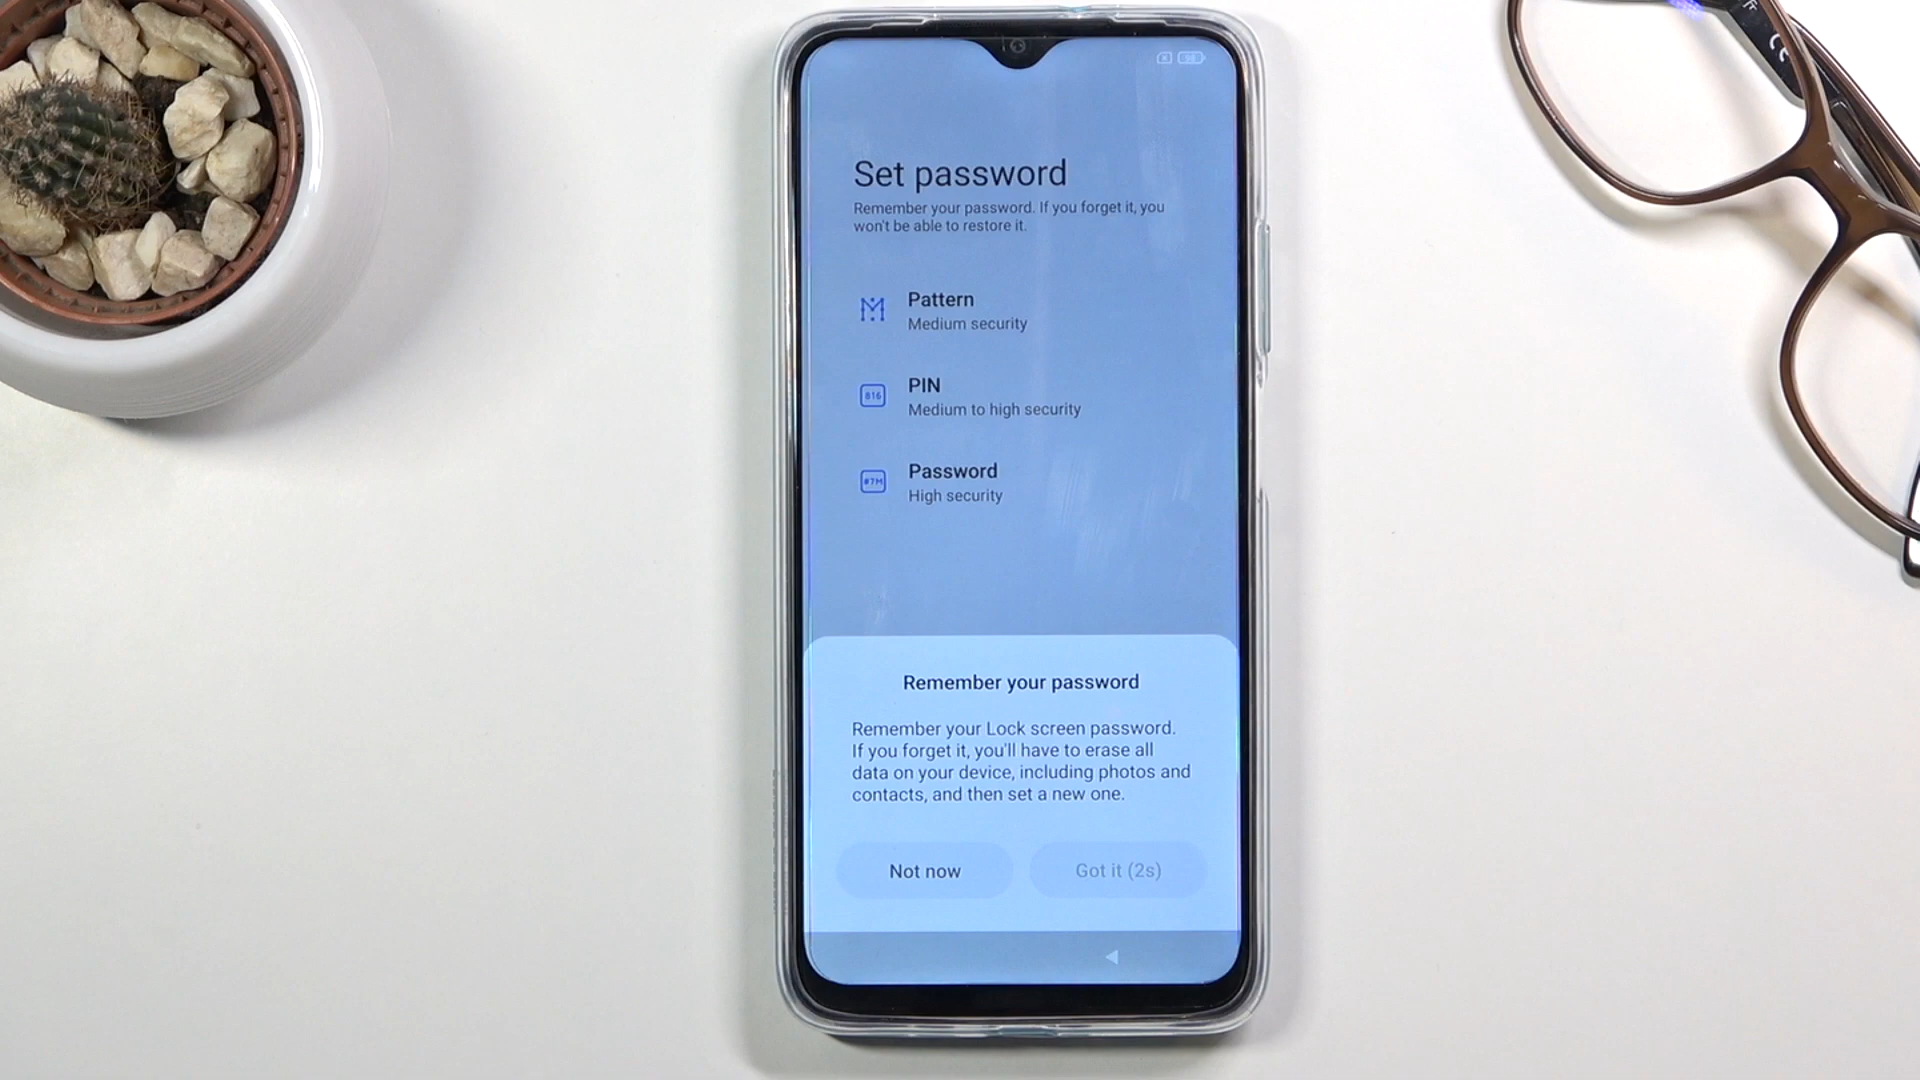 Set password
Remember your password. If you forget it, you
won't be able to restore it.
Pattern
Medium security
816
PIN
Medium to high security
#7M
Password
High security
Remember your password
Remember your Lock screen password.
If you forget it, you'll have to erase all
data on your device, including photos and
contacts, and then set a new one.
Not now
Got it (2s)
CE